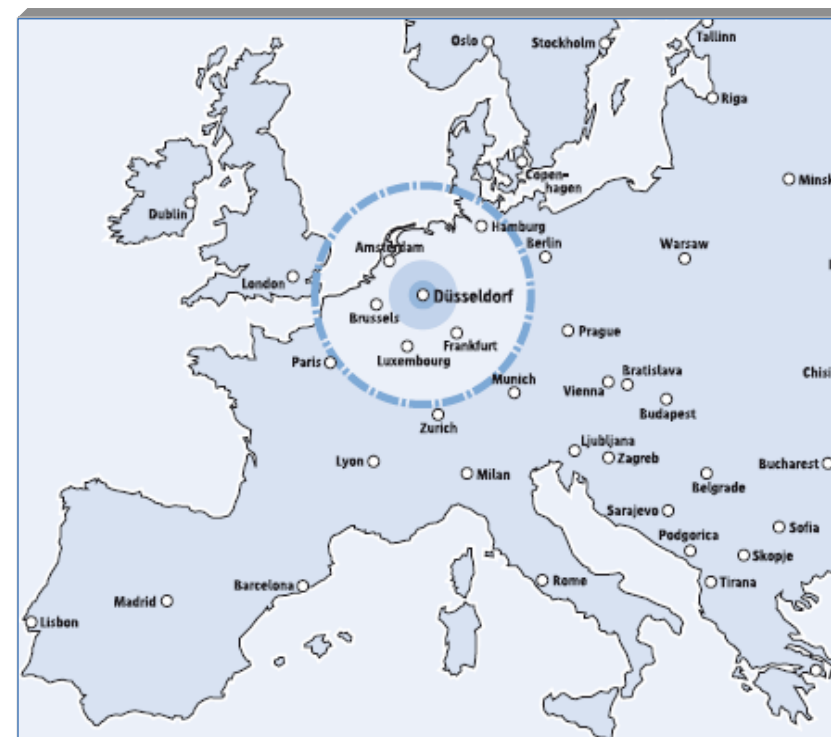 Oslo
Stockholm
Tallinn
Riga
Copen-
hagen
Minsk
Dublin
Hamburg
Amsterdam
Berlin
Warsaw
London
Düsseldorf
Brussels
Frankfurt
Prague
Luxembourg
Paris
Munich
Bratislava
Vienna
Chisi
Budapest
Zurich
Ljubljana
Lyon
Zagreb
Bucharest
Milan
Belgrade
Sarajevo
Sofia
Podgorica
Skopje
Barcelona
Rome
Tirana
Madrid
Lisbon